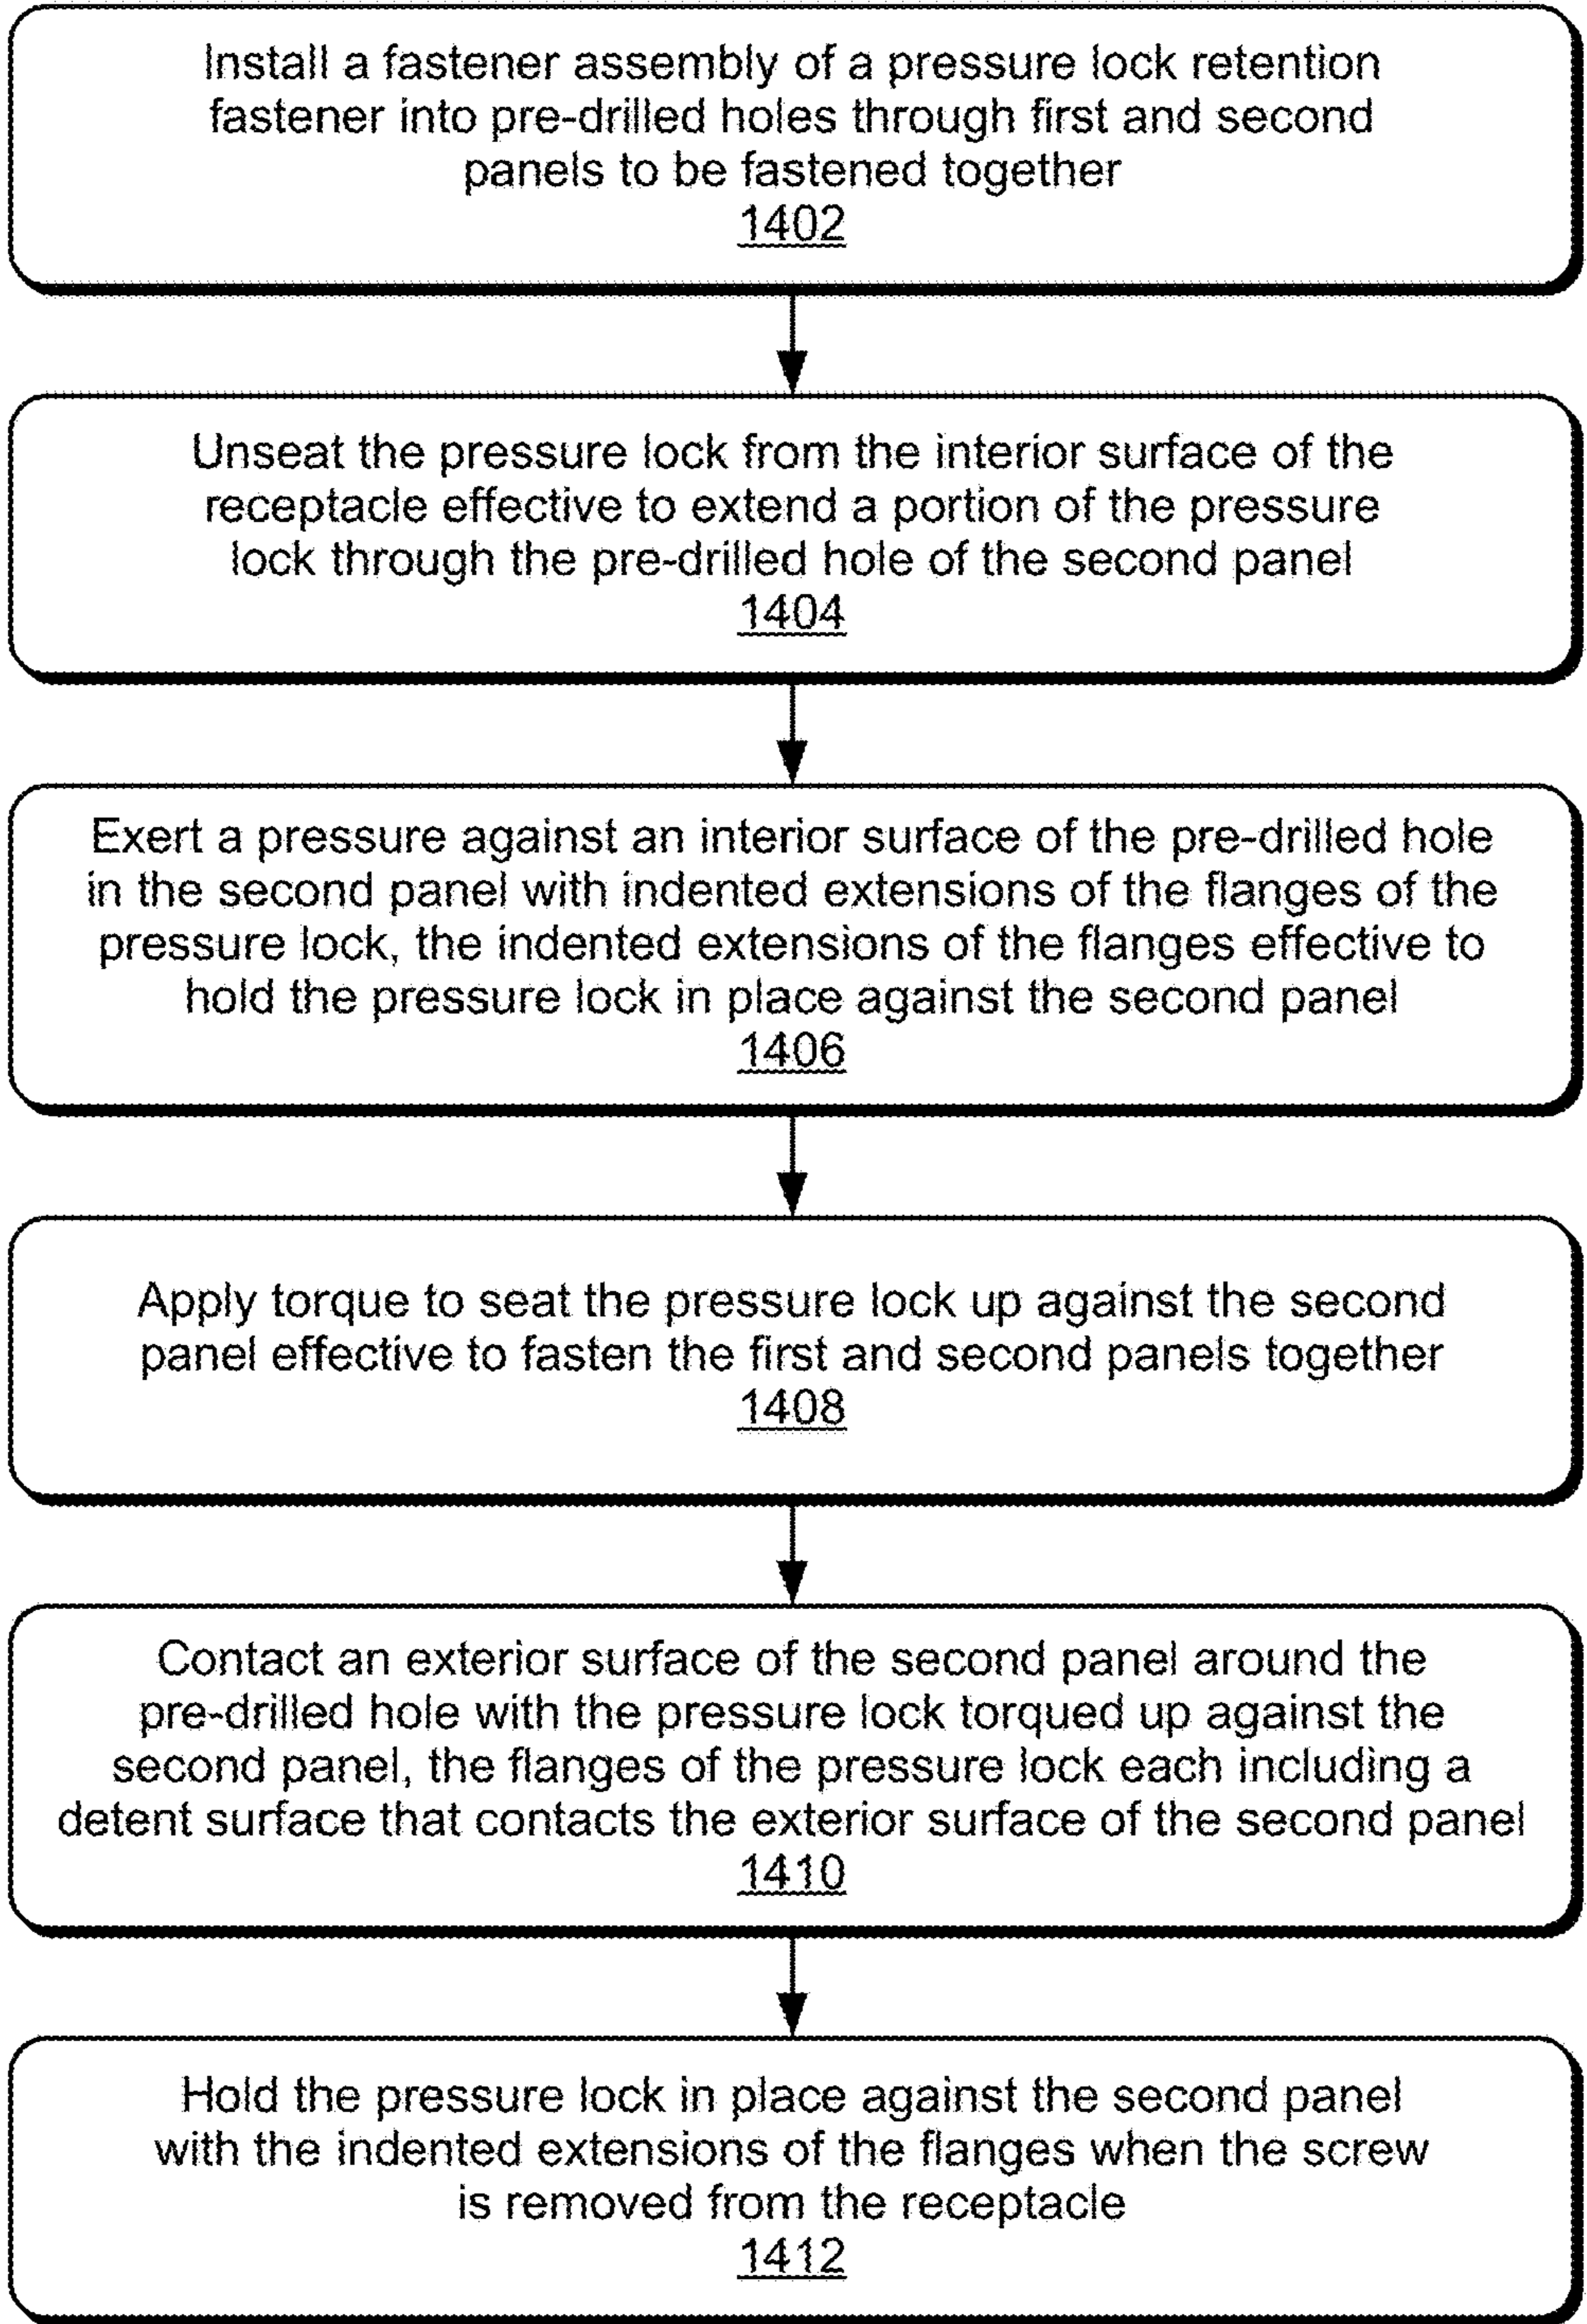 Install a fastener assembly of a pressure lock retention
fastener into pre-drilled holes through first and second
panels to be fastened together
1402
Unseat the pressure lock from the interior surface of the
receptacle effective to extend a portion of the pressure
lock through the pre-drilled hole of the second panel
1404
Exert a pressure against an interior surface of the pre-drilled hole
in the second panel with indented extensions of the flanges of the
pressure lock, the indented extensions of the flanges effective to
hold the pressure lock in place against the second panel
1406
Apply torque to seat the pressure lock up against the second
panel effective to fasten the first and second panels together
1408
Contact an exterior surface of the second panel around the
pre-drilled hole with the pressure lock torqued up against the
second panel, the flanges of the pressure lock each including a
detent surface that contacts the exterior surface of the second panel
1410
Hold the pressure lock in place against the second panel
with the indented extensions of the flanges when the screw
is removed from the receptacle
1412